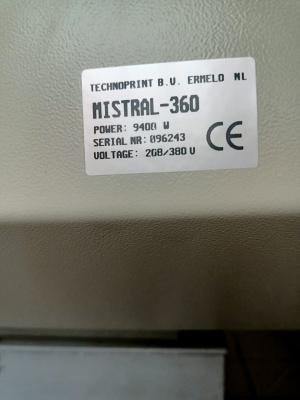 TECHNOPRINT B.V. ERMELO NL
MISTRAL-360
POWER: 9400 W
SERIAL NR: 096243
VOLTAGE: 208/380 V
CE